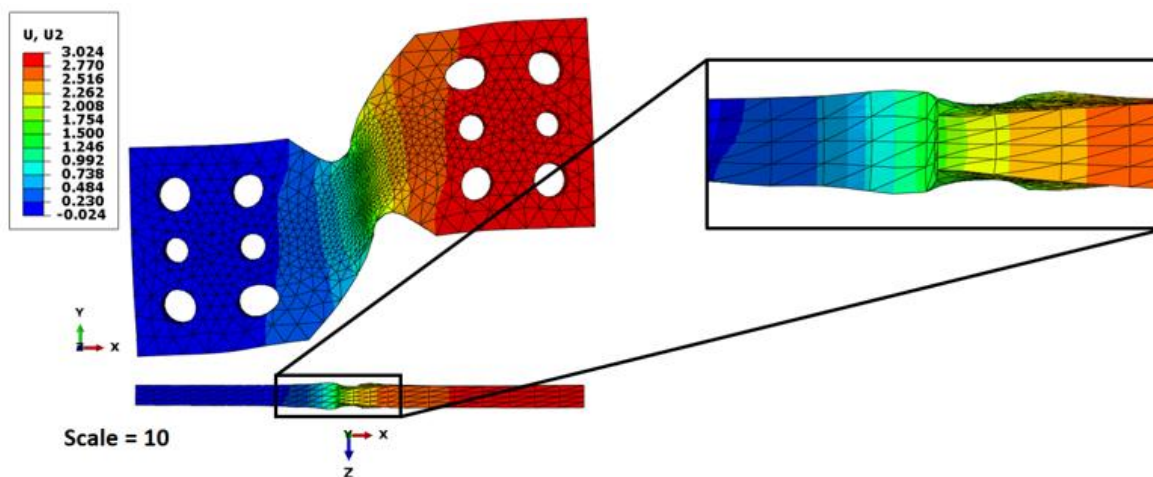 U, U2
3.024
2.770
2.516
2.262
2.008
1.754
1.500
1.246
0.992
0.738
0.484
0.230
-0.024
Y
Z X
Y X
Z
Scale = 10